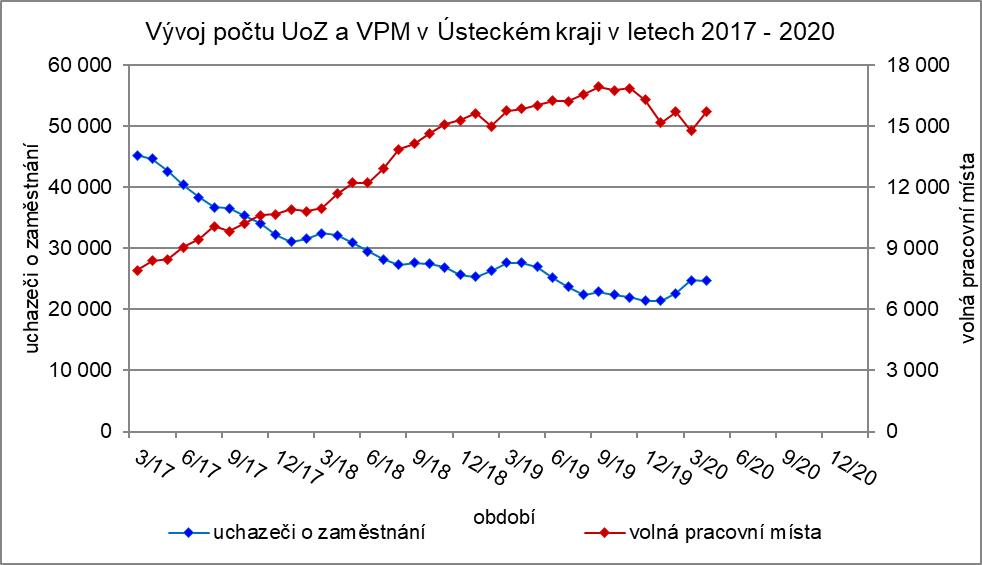 Vývoj počtu UoZ a VPM v Ústeckém kraji v letech 2017 - 2020
60 000
50 000
40 000
30 000
20 000
10 000
0
uchazeči o zaměstnání
18 000
15 000
12 000
9 000
6 000
3 000
0
volná pracovní místa
3/17 6/17 9/17 12/17 3/18 6/18 9/18 12/18 3/19 6/19 9/19 12/19 3/20 6/20 9/20 12/20
období
uchazeči o zaměstnání volná pracovní místa